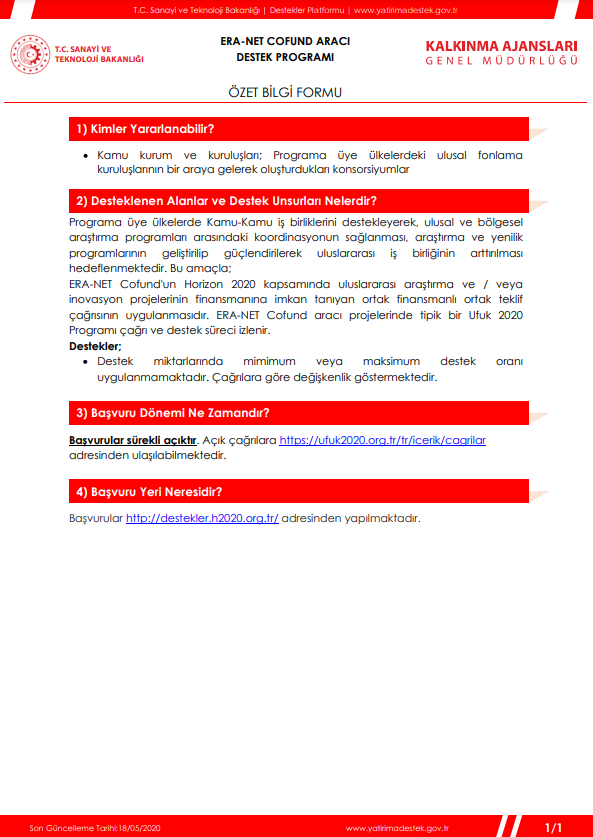 T.C. Sanayi ve Teknoloji Bakanlığı | Destekler Platformu | www.yatirimadestek.gov.tr
T.C. SANAYİ VE
TEKNOLOJİ BAKANLIĞI
ERA-NET COFUND ARACI
DESTEK PROGRAMI
KALKINMA AJANSLARI
GENEL MÜDÜRLÜĞÜ
ÖZET BİLGİ FORMU
1) Kimler Yararlanabilir?
• Kamu kurum ve kuruluşları; Programa üye ülkelerdeki ulusal fonlama
kuruluşlarının bir araya gelerek oluşturdukları konsorsiyumlar
2) Desteklenen Alanlar ve Destek Unsurları Nelerdir?
Programa üye ülkelerde Kamu-Kamu iş birliklerini destekleyerek, ulusal ve bölgesel
araştırma programları arasındaki koordinasyonun sağlanması, araştırma ve yenilik
programlarının geliştirilip güçlendirilerek uluslararası iş birliğinin arttırılması
hedeflenmektedir. Bu amaçla;
ERA-NET Cofund'un Horizon 2020 kapsamında uluslararası araştırma ve / veya
inovasyon projelerinin finansmanına imkan tanıyan ortak finansmanlı ortak teklif
çağrısının uygulanmasıdır. ERA-NET Cofund aracı projelerinde tipik bir Ufuk 2020
Programı çağrı ve destek süreci izlenir.
Destekler;
• Destek miktarlarında mimimum veya maksimum destek oranı
uygulanmamaktadır. Çağrılara göre değişkenlik göstermektedir.
3) Başvuru Dönemi Ne Zamandır?
Başvurular sürekli açıktır. Açık çağrılara https://ufuk2020.org.tr/tr/icerik/cagrilar
adresinden ulaşılabilmektedir.
4) Başvuru Yeri Neresidir?
Başvurular http://destekler.h2020.org.tr/ adresinden yapılmaktadır.
Son Güncelleme Tarihi:18/05/2020
www.yatirimadestek.gov.tr
1/1